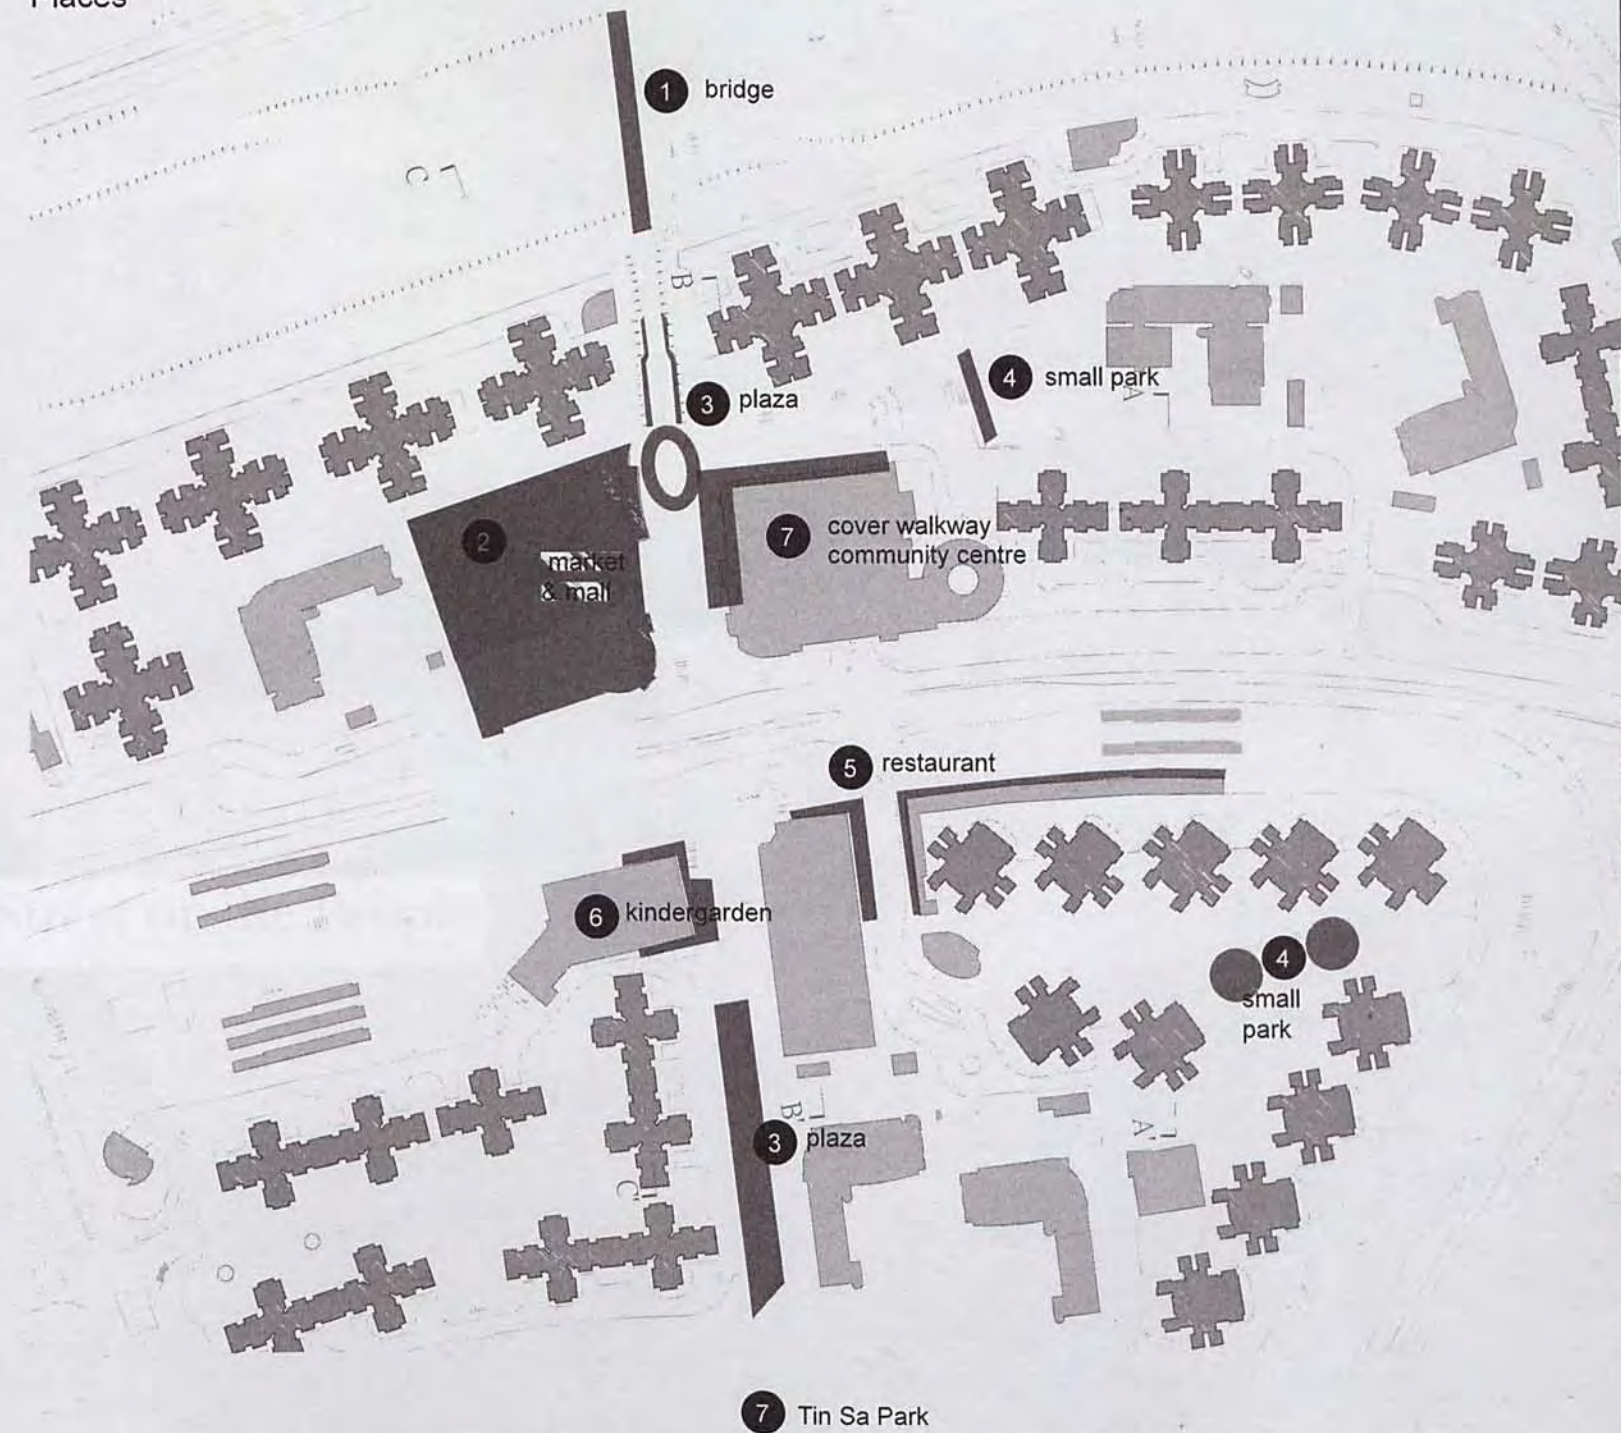 Places
1 bridge
C
B
3 plaza
4 small park
A
2
market
& mall
7 cover walkway
community centre
5 restaurant
6 kindergarden
4
small
park
B'
3 plaza
A'
C'
7 Tin Sa Park